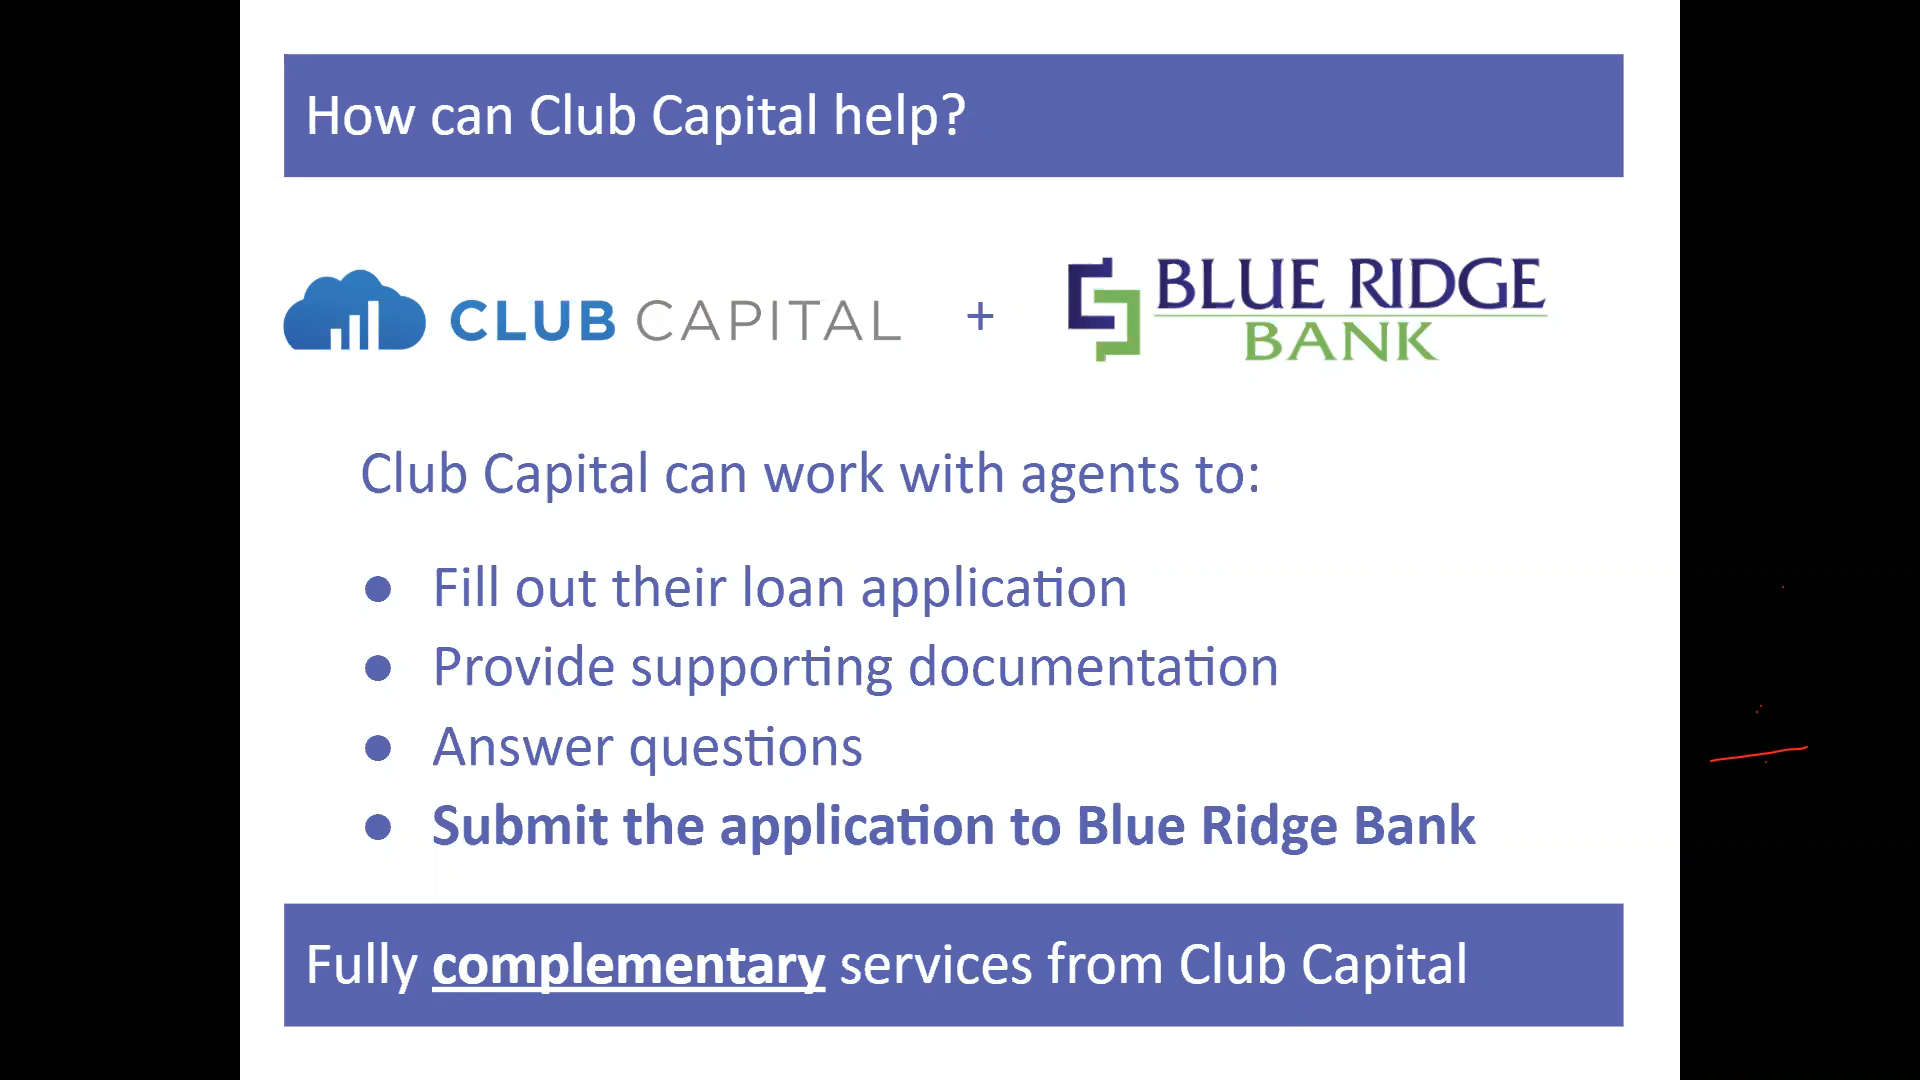 How can Club Capital help?
CLUB CAPITAL + BLUE RIDGE
BANK
Club Capital can work with agents to:
● Fill out their loan application
● Provide supporting documentation
● Answer questions
● Submit the application to Blue Ridge Bank
Fully complementary services from Club Capital